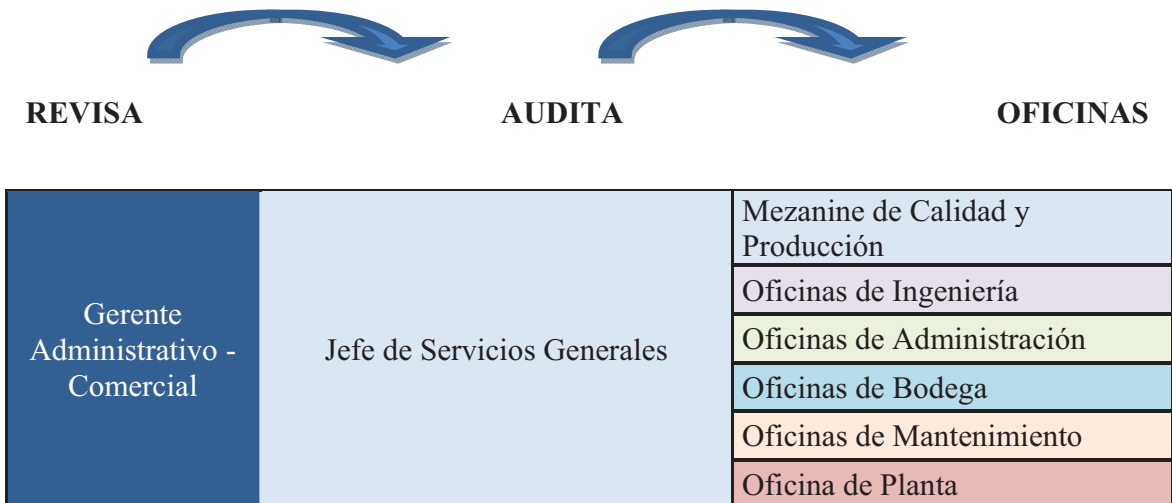 REVISA AUDITA OFICINAS
Gerente
Administrativo -
Comercial
Jefe de Servicios Generales
Mezanine de Calidad y
Producción
Oficinas de Ingeniería
Oficinas de Administración
Oficinas de Bodega
Oficinas de Mantenimiento
Oficina de Planta